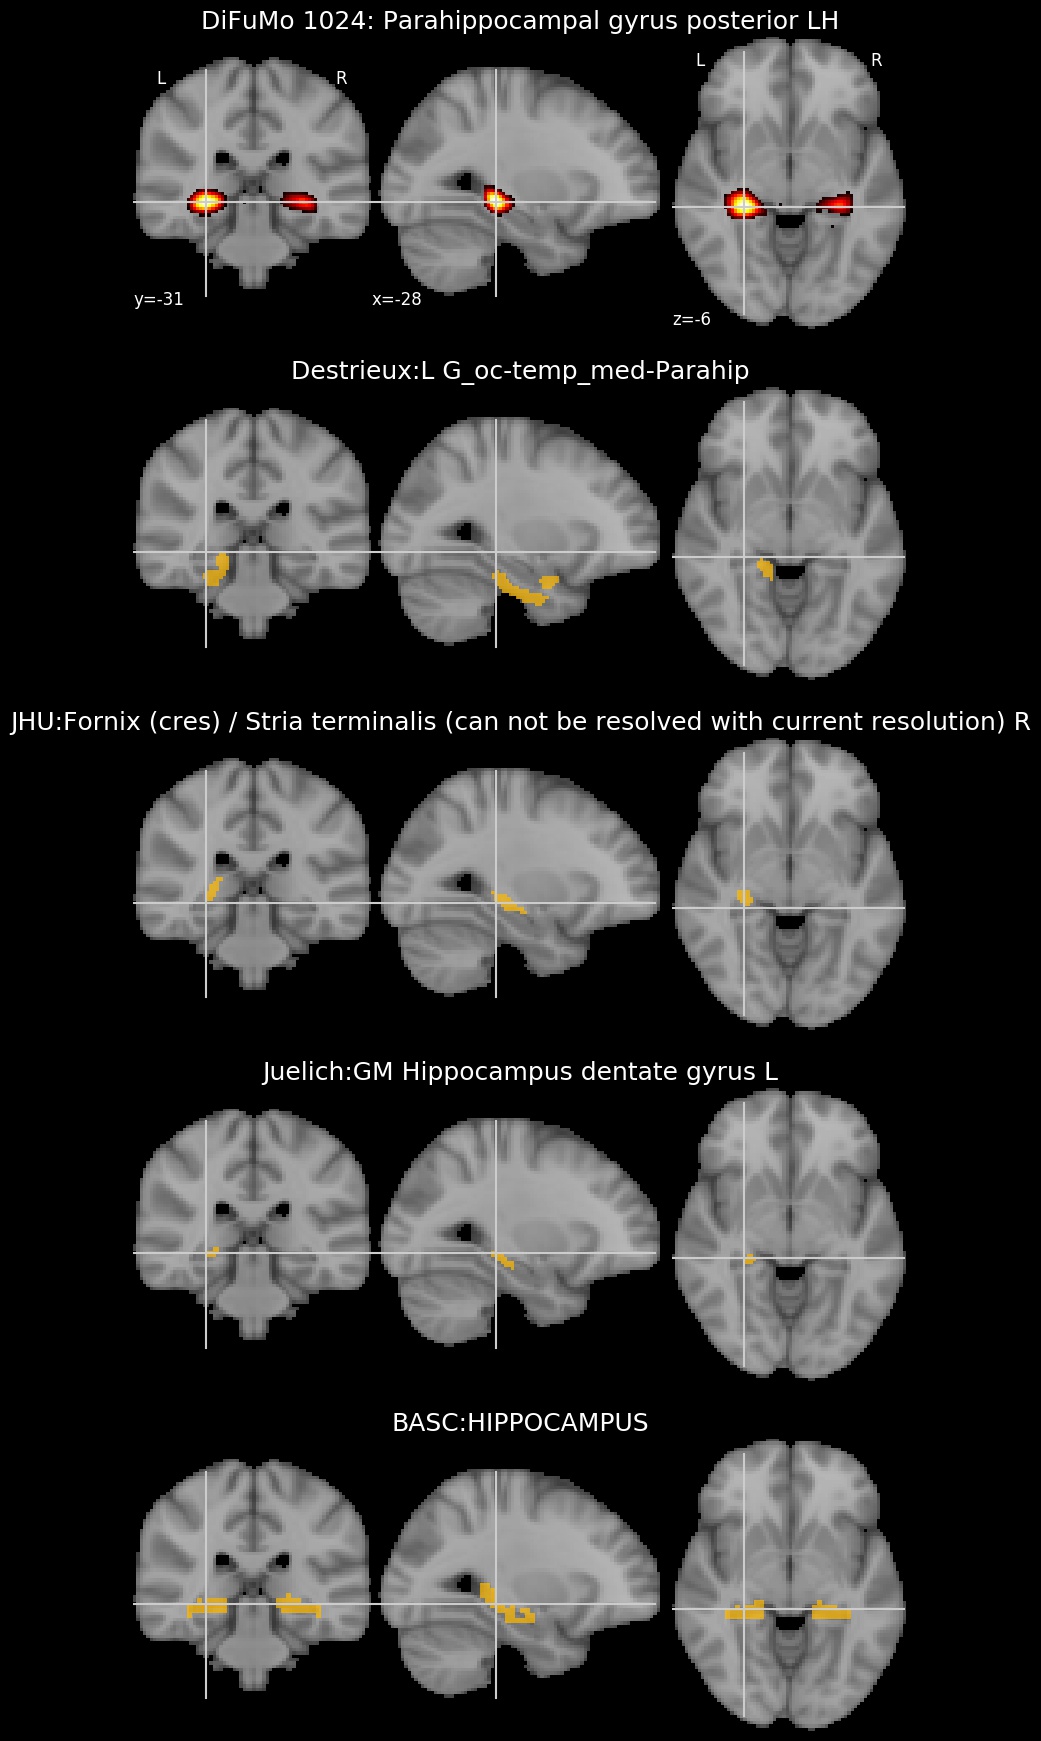 DiFuMo 1024: Parahippocampal gyrus posterior LH
L R L R
y=-31 x=-28 z=-6
Destrieux:L G_oc-temp_med-Parahip
JHU:Fornix (cres) / Stria terminalis (can not be resolved with current resolution) R
Juelich:GM Hippocampus dentate gyrus L
BASC:HIPPOCAMPUS